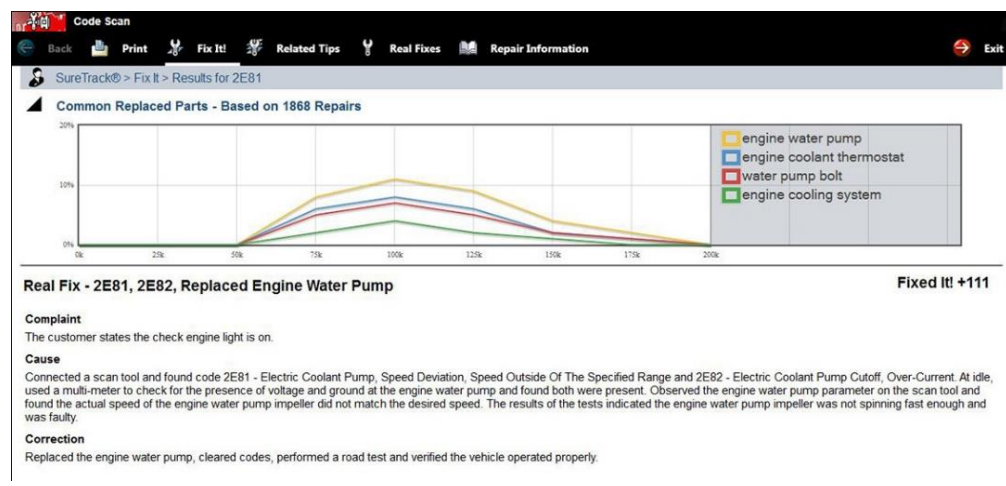 Code Scan
Back Print Fix It! Related Tips Real Fixes Repair Information Exit
SureTrack® > Fix It > Results for 2E81
Common Replaced Parts - Based on 1868 Repairs
20%
10%
0%
0k 25k 50k 75k 100k 125k 150k 175k 200k
engine water pump
engine coolant thermostat
water pump bolt
engine cooling system
Real Fix - 2E81, 2E82, Replaced Engine Water Pump
Fixed It! +111
Complaint
The customer states the check engine light is on.
Cause
Connected a scan tool and found code 2E81 - Electric Coolant Pump, Speed Deviation, Speed Outside Of The Specified Range and 2E82 - Electric Coolant Pump Cutoff, Over-Current. At idle,
used a multi-meter to check for the presence of voltage and ground at the engine water pump and found both were present. Observed the engine water pump parameter on the scan tool and
found the actual speed of the engine water pump impeller did not match the desired speed. The results of the tests indicated the engine water pump impeller was not spinning fast enough and
was faulty.
Correction
Replaced the engine water pump, cleared codes, performed a road test and verified the vehicle operated properly.